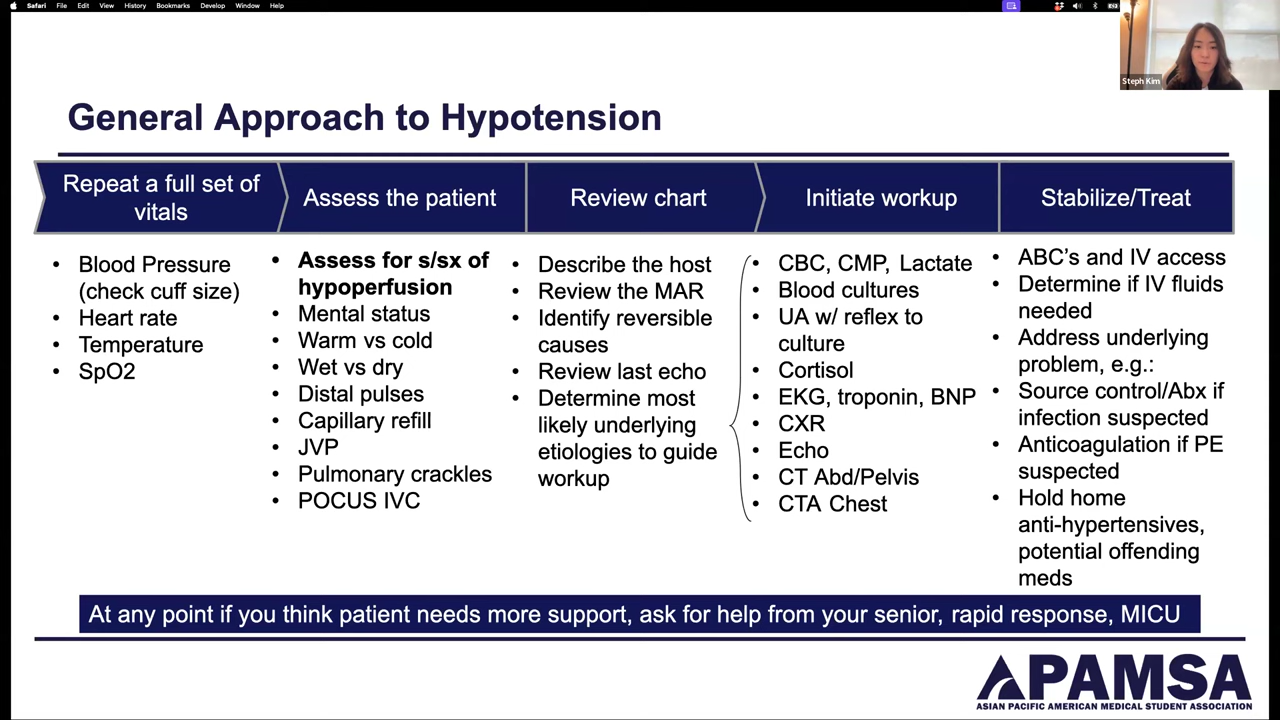 Safari File Edit View History Bookmarks Develop Window Help
Steph Kim
General Approach to Hypotension
Repeat a full set of
vitals
Assess the patient
Review chart
Initiate workup
Stabilize/Treat
• Blood Pressure
(check cuff size)
• Heart rate
• Temperature
• SpO2
• Assess for s/sx of
hypoperfusion
• Mental status
• Warm vs cold
• Wet vs dry
• Distal pulses
• Capillary refill
• JVP
• Pulmonary crackles
• POCUS IVC
• Describe the host
• Review the MAR
• Identify reversible
causes
• Review last echo
• Determine most
likely underlying
etiologies to guide
workup
• CBC, CMP, Lactate
• Blood cultures
• UA w/ reflex to
culture
• Cortisol
• EKG, troponin, BNP
• CXR
• Echo
• CT Abd/Pelvis
• CTA Chest
• ABC’s and IV access
• Determine if IV fluids
needed
• Address underlying
problem, e.g.:
• Source control/Abx if
infection suspected
• Anticoagulation if PE
suspected
• Hold home
anti-hypertensives,
potential offending
meds
At any point if you think patient needs more support, ask for help from your senior, rapid response, MICU
APAMSA
ASIAN PACIFIC AMERICAN MEDICAL STUDENT ASSOCIATION